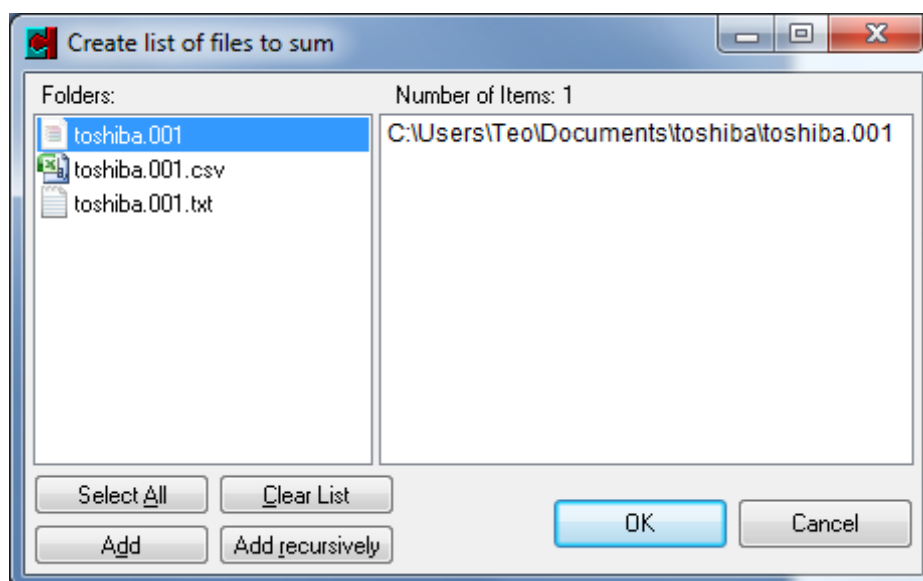 Create list of files to sum
Folders:
Number of Items: 1
toshiba.001
toshiba.001.csv
toshiba.001.txt
C:\Users\Teo\Documents\toshiba\toshiba.001
Select All
Clear List
Add
Add recursively
OK
Cancel